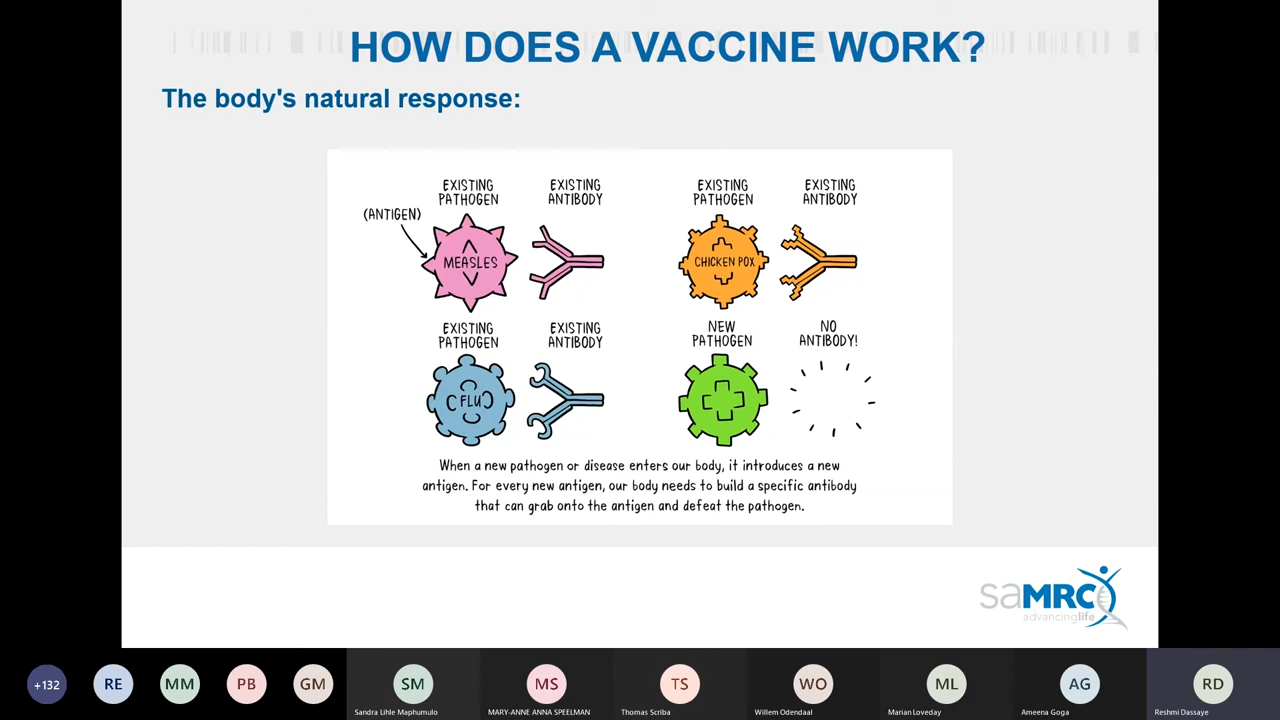 HOW DOES A VACCINE WORK?
The body's natural response:
EXISTING
PATHOGEN
EXISTING
ANTIBODY
EXISTING
PATHOGEN
EXISTING
ANTIBODY
(ANTIGEN)
MEASLES
CHICKEN POX
EXISTING
PATHOGEN
EXISTING
ANTIBODY
NEW
PATHOGEN
NO
ANTIBODY!
FLU
When a new pathogen or disease enters our body, it introduces a new
antigen. For every new antigen, our body needs to build a specific antibody
that can grab onto the antigen and defeat the pathogen.
saMRC
advancinglife
+132
RE
MM
PB
GM
SM
MS
TS
WO
ML
AG
RD
Sandra Lihle Maphumulo
MARY-ANNE ANNA SPEELMAN
Thomas Scriba
Willem Odendaal
Marian Loveday
Ameena Goga
Reshmi Dassaye